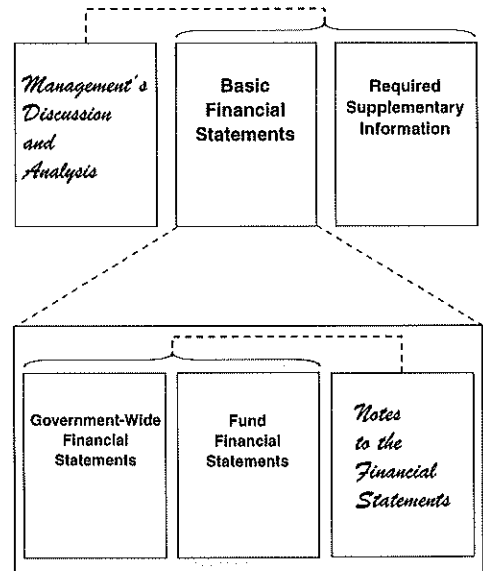 Management's
Discussion
and
Analysis
Basic
Financial
Statements
Required
Supplementary
Information
Government-Wide
Financial
Statements
Fund
Financial
Statements
Notes
to the
Financial
Statements